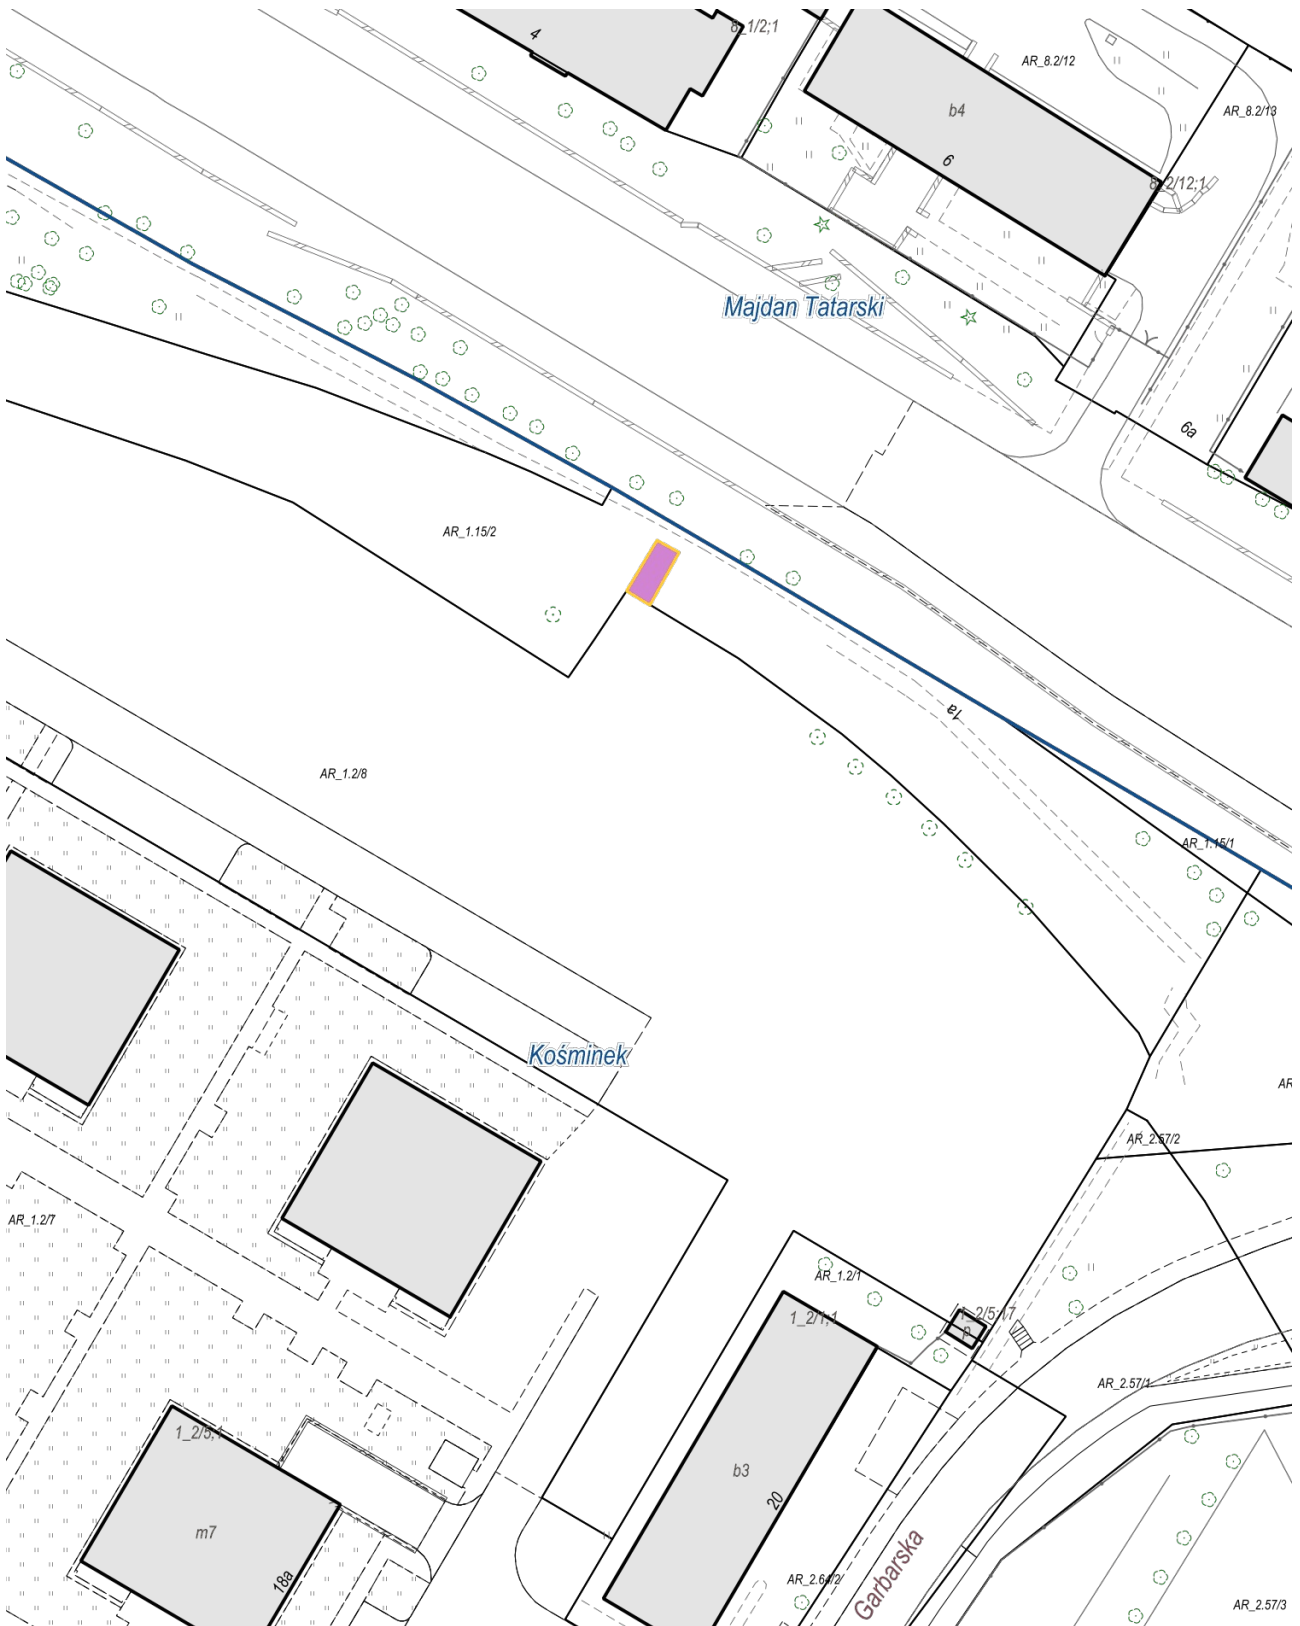 4
8_1/2;1
AR_8.2/12
AR_8.2/13
b4
6
8_2/12;1
Majdan Tatarski
6a
AR_1.15/2
1a
AR_1.2/8
AR_1.15/1
Kośminek
AR
AR_2.57/2
AR_1.2/7
AR_1.2/1
1_2/1;1
1_2/5;17
p
AR_2.57/1
1_2/5;1
b3
20
m7
18a
Garbarska
AR_2.64/2
AR_2.57/3